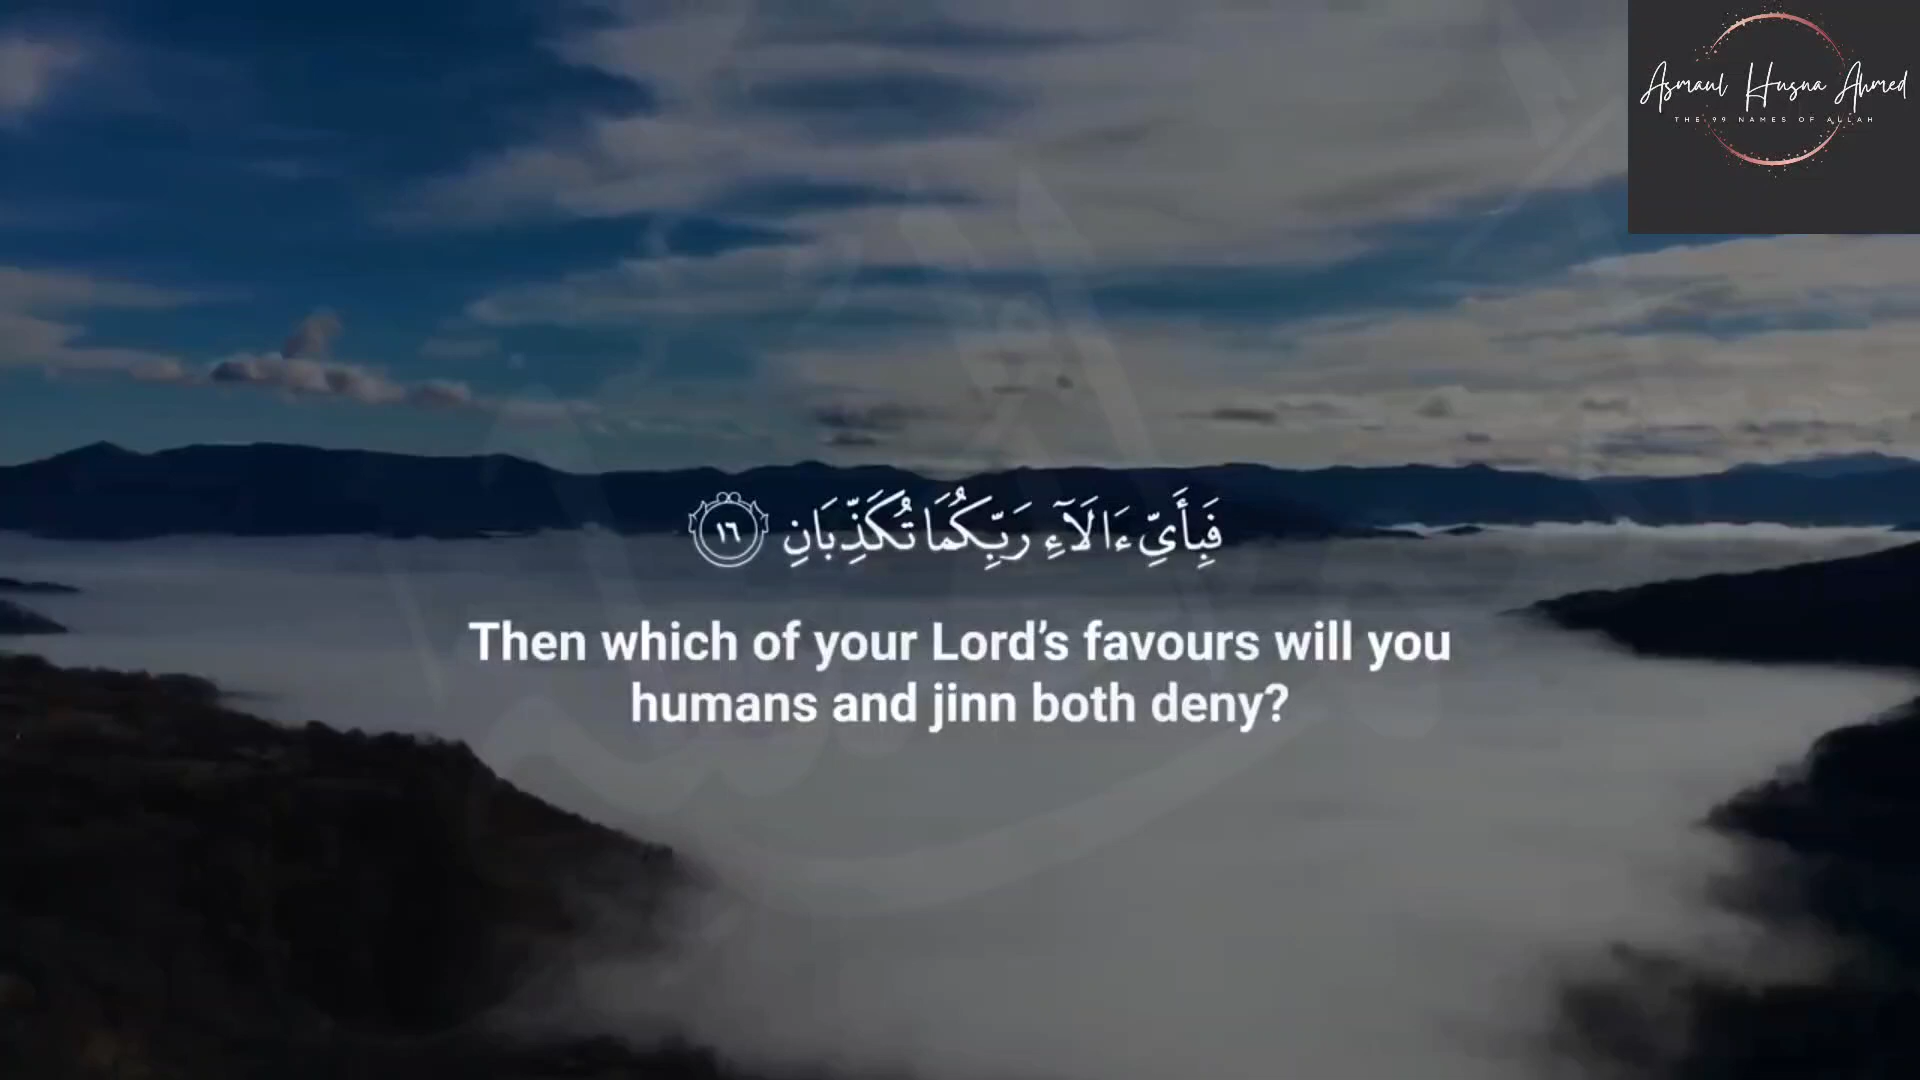 Asmaul Husna Ahmed
THE 99 NAMES OF ALLAH
فَبِأَيِّ ءَالَآءِ رَبِّكُمَا تُكَذِّبَانِ ١٦
Then which of your Lord’s favours will you
humans and jinn both deny?